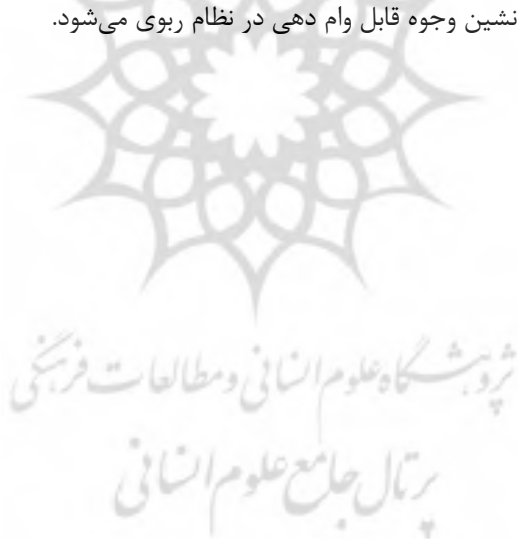 نشین وجوه قابل وام دهی در نظام ربوی می‌شود.
پژوهشگاه علوم انسانی و مطالعات فرهنگی
پرتال جامع علوم انسانی